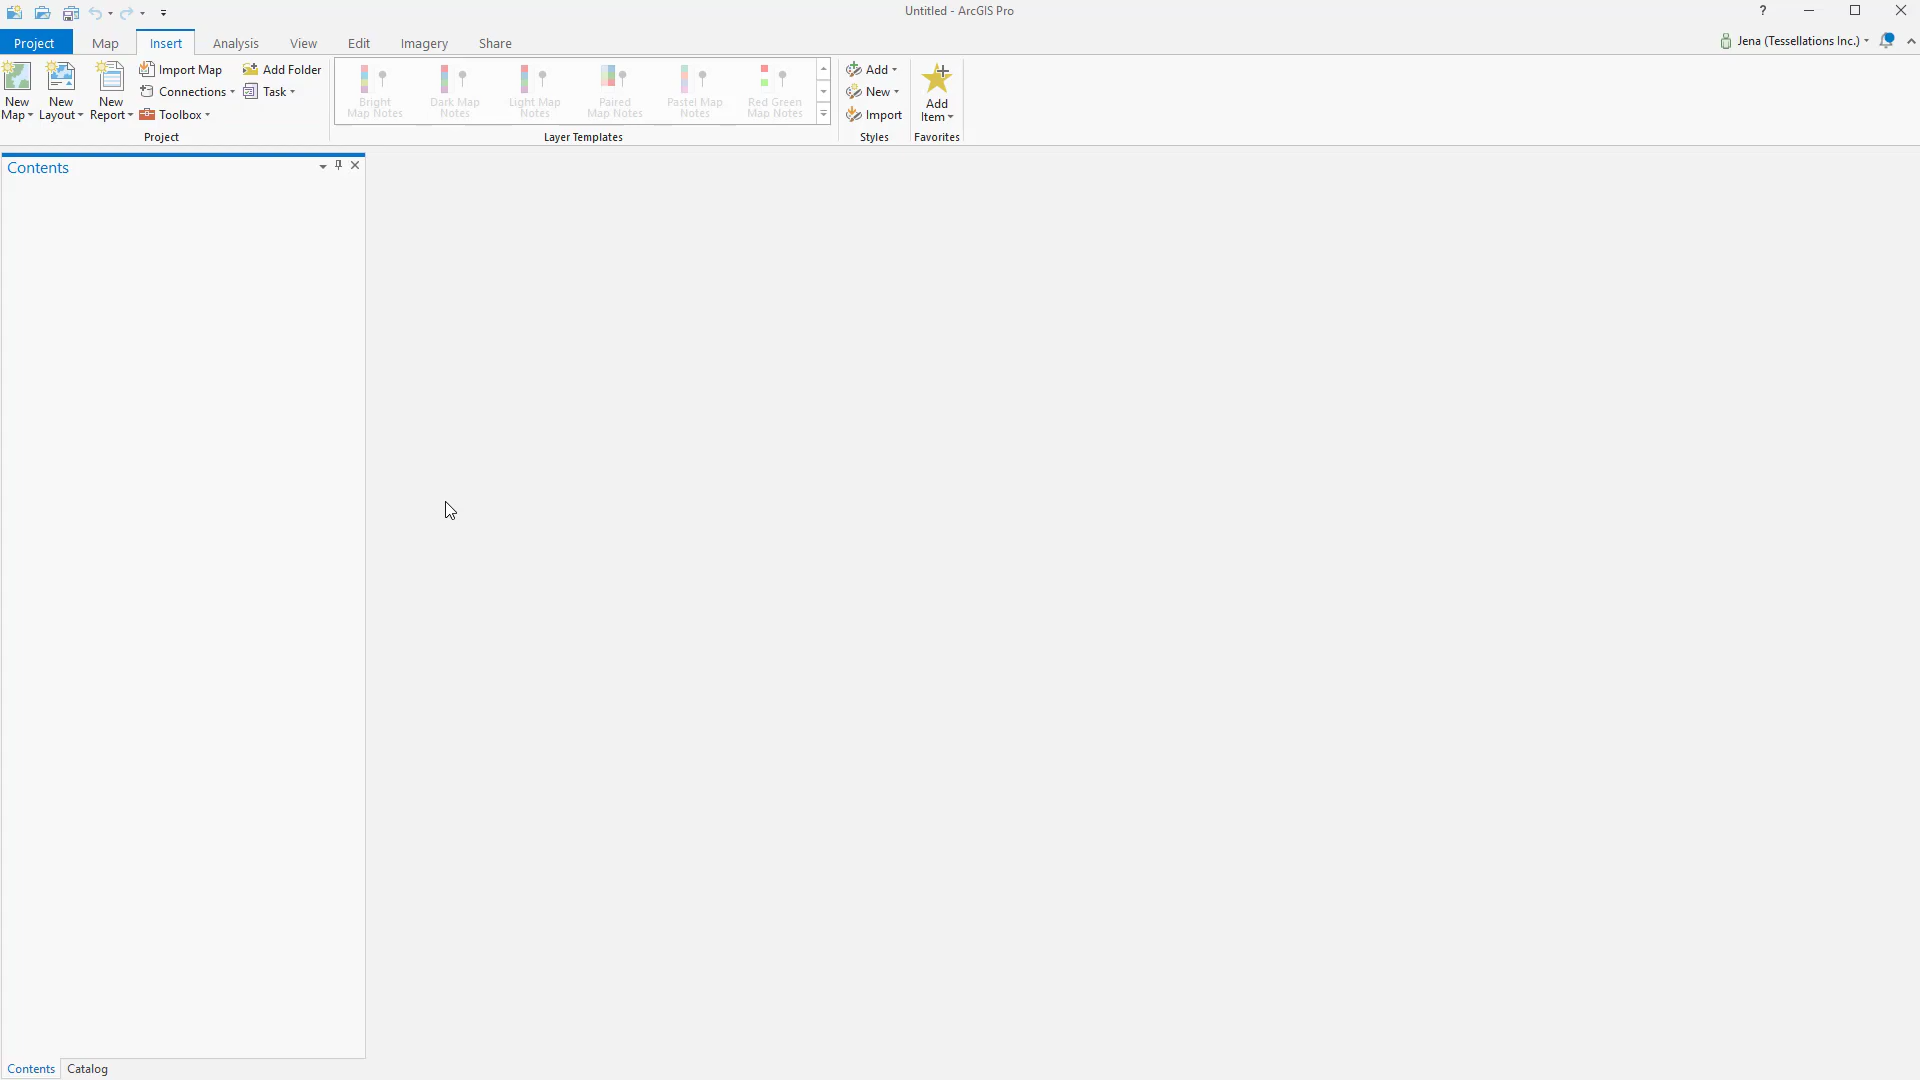 Untitled - ArcGIS Pro
?
Project
Map
Insert
Analysis
View
Edit
Imagery
Share
Jena (Tessellations Inc.)
New
Map
New
Layout
New
Report
Import Map
Connections
Toolbox
Add Folder
Task
Project
Bright
Map Notes
Dark Map
Notes
Light Map
Notes
Paired
Map Notes
Pastel Map
Notes
Red Green
Map Notes
Layer Templates
Add
New
Import
Styles
Add
Item
Favorites
Contents
Contents
Catalog